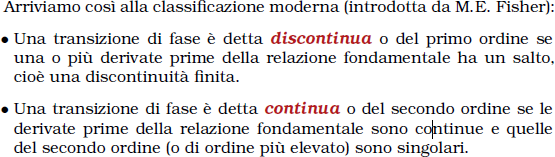 Arriviamo così alla classificazione moderna (introdotta da M.E. Fisher):
• Una transizione di fase è detta discontinua o del primo ordine se
una o più derivate prime della relazione fondamentale ha un salto,
cioè una discontinuità finita.
• Una transizione di fase è detta continua o del secondo ordine se le
derivate prime della relazione fondamentale sono continue e quelle
del secondo ordine (o di ordine più elevato) sono singolari.